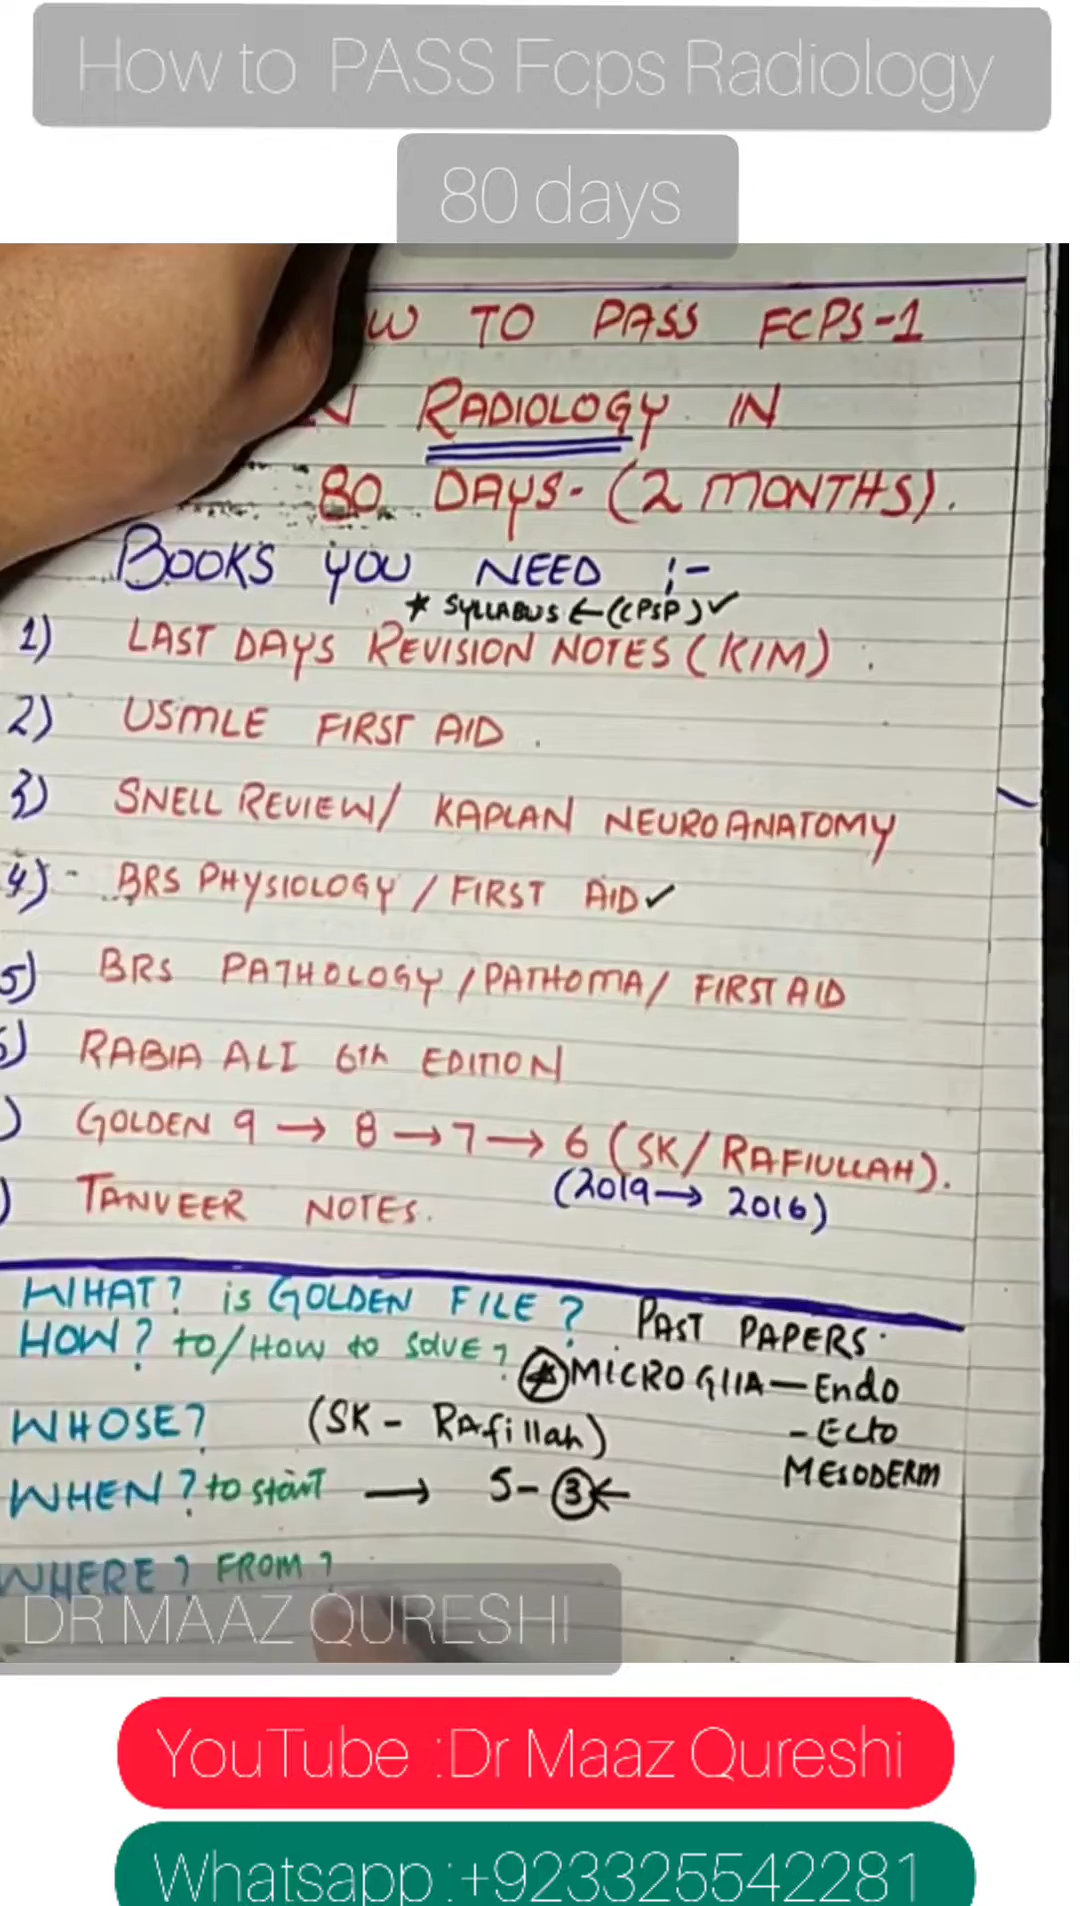 How to PASS Fcps Radiology
80 days
W TO PASS FCPS-1
N RADIOLOGY IN
80 DAYS- (2 MONTHS).
BOOKS YOU NEED :-
* SYLLABUS ← (CPSP) ✓
1) LAST DAYS REVISION NOTES (KIM).
2) USMLE FIRST AID.
3) SNELL REVIEW/ KAPLAN NEUROANATOMY
4)- BRS PHYSIOLOGY / FIRST AID ✓
5) BRS PATHOLOGY / PATHOMA / FIRST AID
) RABIA ALI 6th EDITION
) GOLDEN 9 → 8 → 7 → 6 (SK/ RAFIULLAH).
(2019 → 2016)
) TANVEER NOTES.
WHAT? is GOLDEN FILE? PAST PAPERS.
HOW? to/HOW to solve?
* MICROGLIA — Endo
- Ecto
MESODERM
WHOSE? (SK - Rafillah)
WHEN? to start → 5-3 ←
WHERE? FROM?
DR MAAZ QURESHI
YouTube :Dr Maaz Qureshi
Whatsapp :+923325542281